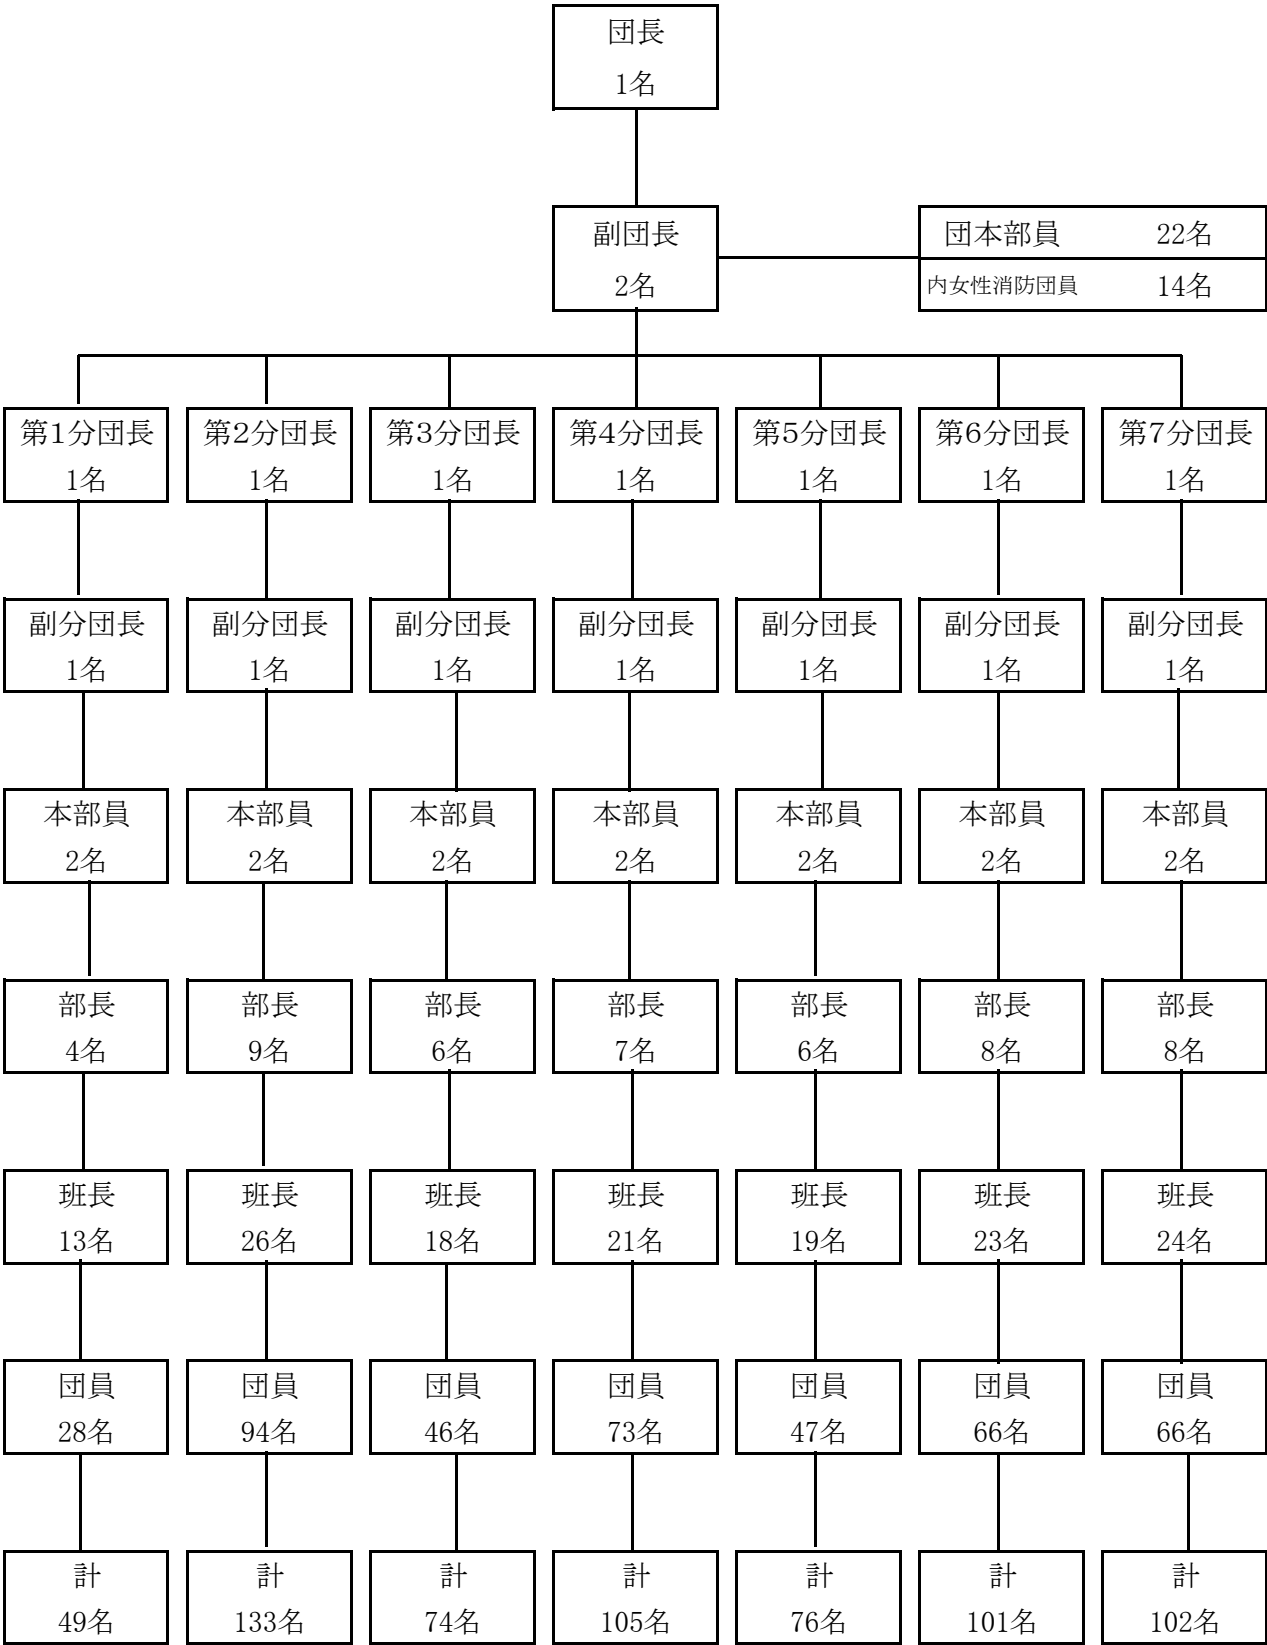 団長
1名
副団長
2名
団本部員 22名
内女性消防団員 14名
第1分団長 第2分団長 第3分団長 第4分団長 第5分団長 第6分団長 第7分団長
1名 1名 1名 1名 1名 1名 1名
副分団長 副分団長 副分団長 副分団長 副分団長 副分団長 副分団長
1名 1名 1名 1名 1名 1名 1名
本部員 本部員 本部員 本部員 本部員 本部員 本部員
2名 2名 2名 2名 2名 2名 2名
部長 部長 部長 部長 部長 部長 部長
4名 9名 6名 7名 6名 8名 8名
班長 班長 班長 班長 班長 班長 班長
13名 26名 18名 21名 19名 23名 24名
団員 団員 団員 団員 団員 団員 団員
28名 94名 46名 73名 47名 66名 66名
計 計 計 計 計 計 計
49名 133名 74名 105名 76名 101名 102名